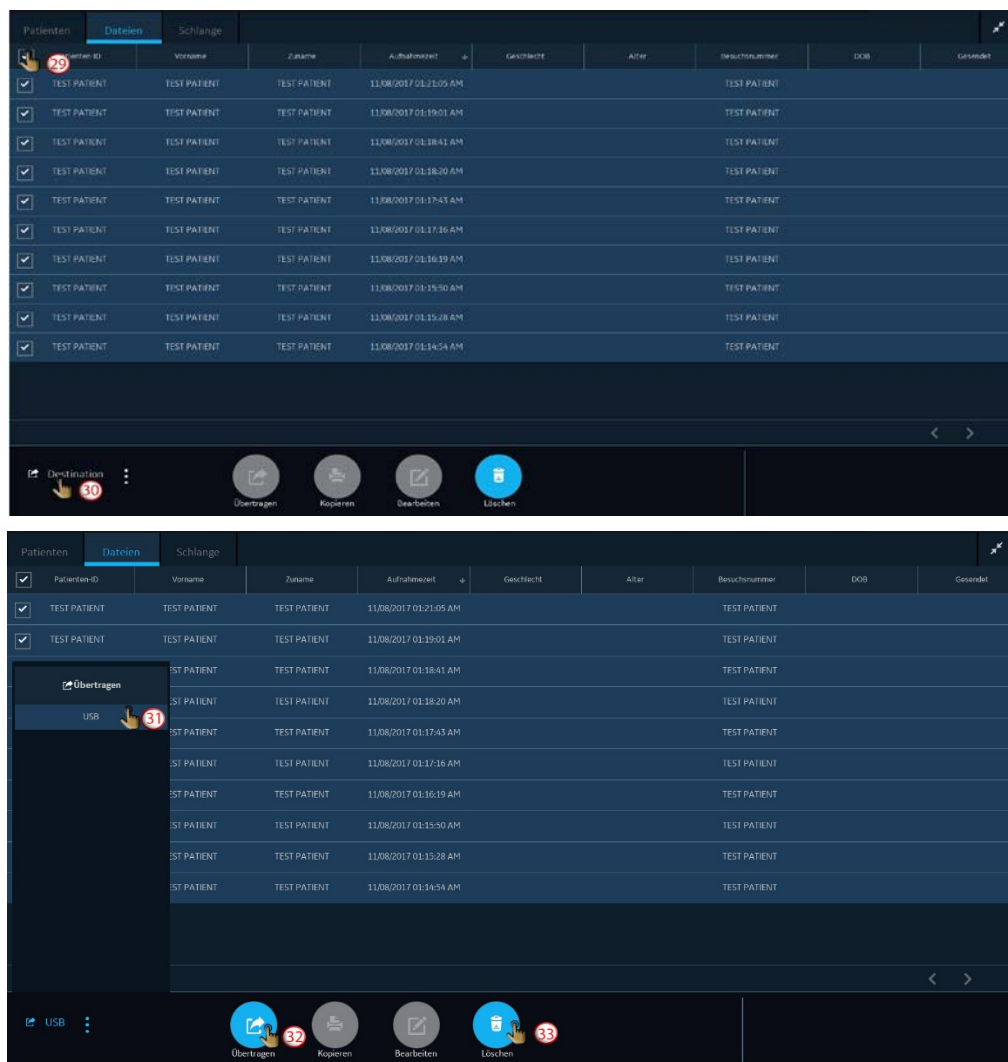 Patienten Dateien Schlange
29 Patienten-ID Vorname Zuname Aufnahmezeit Geschlecht Alter Besuchsnummer DOB Gesendet
TEST PATIENT TEST PATIENT TEST PATIENT 11/08/2017 01:21:05 AM TEST PATIENT
TEST PATIENT TEST PATIENT TEST PATIENT 11/08/2017 01:19:01 AM TEST PATIENT
TEST PATIENT TEST PATIENT TEST PATIENT 11/08/2017 01:18:41 AM TEST PATIENT
TEST PATIENT TEST PATIENT TEST PATIENT 11/08/2017 01:18:20 AM TEST PATIENT
TEST PATIENT TEST PATIENT TEST PATIENT 11/08/2017 01:17:43 AM TEST PATIENT
TEST PATIENT TEST PATIENT TEST PATIENT 11/08/2017 01:17:16 AM TEST PATIENT
TEST PATIENT TEST PATIENT TEST PATIENT 11/08/2017 01:16:19 AM TEST PATIENT
TEST PATIENT TEST PATIENT TEST PATIENT 11/08/2017 01:15:50 AM TEST PATIENT
TEST PATIENT TEST PATIENT TEST PATIENT 11/08/2017 01:15:28 AM TEST PATIENT
TEST PATIENT TEST PATIENT TEST PATIENT 11/08/2017 01:14:54 AM TEST PATIENT
Destination
30
Übertragen Kopieren Bearbeiten Löschen
Patienten Dateien Schlange
Patienten-ID Vorname Zuname Aufnahmezeit Geschlecht Alter Besuchsnummer DOB Gesendet
TEST PATIENT TEST PATIENT TEST PATIENT 11/08/2017 01:21:05 AM TEST PATIENT
TEST PATIENT TEST PATIENT TEST PATIENT 11/08/2017 01:19:01 AM TEST PATIENT
Übertragen EST PATIENT TEST PATIENT 11/08/2017 01:18:41 AM TEST PATIENT
USB 31 EST PATIENT TEST PATIENT 11/08/2017 01:18:20 AM TEST PATIENT
EST PATIENT TEST PATIENT 11/08/2017 01:17:43 AM TEST PATIENT
EST PATIENT TEST PATIENT 11/08/2017 01:17:16 AM TEST PATIENT
EST PATIENT TEST PATIENT 11/08/2017 01:16:19 AM TEST PATIENT
EST PATIENT TEST PATIENT 11/08/2017 01:15:50 AM TEST PATIENT
EST PATIENT TEST PATIENT 11/08/2017 01:15:28 AM TEST PATIENT
EST PATIENT TEST PATIENT 11/08/2017 01:14:54 AM TEST PATIENT
USB 32 33
Übertragen Kopieren Bearbeiten Löschen